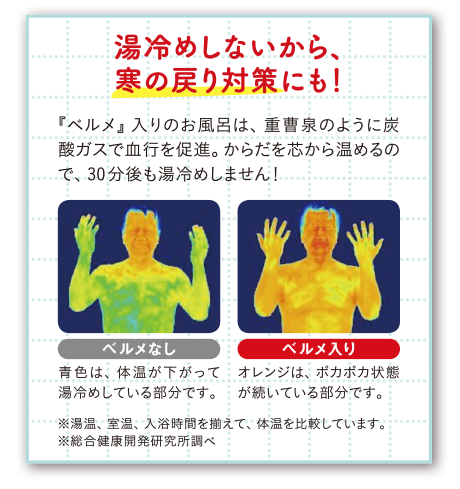 湯冷めしないから、
寒の戻り対策にも！
『ベルメ』入りのお風呂は、重曹泉のように炭
酸ガスで血行を促進。からだを芯から温めるの
で、30分後も湯冷めしません！
ベルメなし
ベルメ入り
青色は、体温が下がって
湯冷めしている部分です。
オレンジは、ポカポカ状態
が続いている部分です。
※湯温、室温、入浴時間を揃えて、体温を比較しています。
※総合健康開発研究所調べ